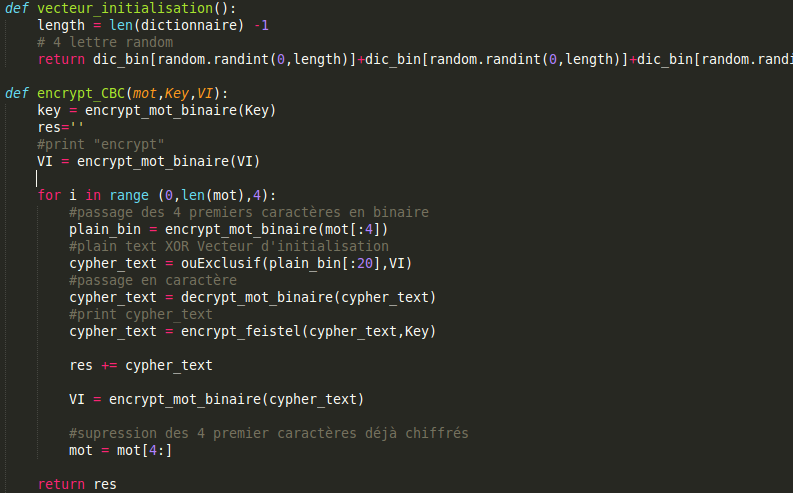 def vecteur_initialisation():
    length = len(dictionnaire) -1
    # 4 lettre random
    return dic_bin[random.randint(0,length)]+dic_bin[random.randint(0,length)]+dic_bin[random.randi
def encrypt_CBC(mot,Key,VI):
    key = encrypt_mot_binaire(Key)
    res=''
    #print "encrypt"
    VI = encrypt_mot_binaire(VI)
    for i in range (0,len(mot),4):
        #passage des 4 premiers caractères en binaire
        plain_bin = encrypt_mot_binaire(mot[:4])
        #plain text XOR Vecteur d'initialisation
        cypher_text = ouExclusif(plain_bin[:20],VI)
        #passage en caractère
        cypher_text = decrypt_mot_binaire(cypher_text)
        #print cypher_text
        cypher_text = encrypt_feistel(cypher_text,Key)
        res += cypher_text
        VI = encrypt_mot_binaire(cypher_text)
        #supression des 4 premier caractères déjà chiffrés
        mot = mot[4:]
    return res